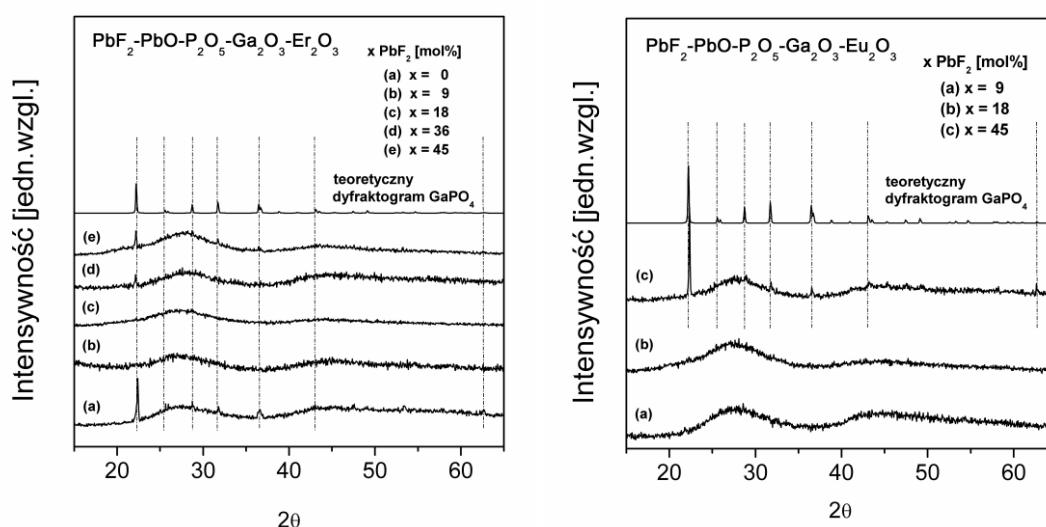 PbF₂-PbO-P₂O₅-Ga₂O₃-Er₂O₃
x PbF₂ [mol%]
(a) x = 0
(b) x = 9
(c) x = 18
(d) x = 36
(e) x = 45
teoretyczny
dyfraktogram GaPO₄
(e)
(d)
(c)
(b)
(a)
Intensywność [jedn.wzgl.]
20 30 40 50 60
2θ
PbF₂-PbO-P₂O₅-Ga₂O₃-Eu₂O₃
x PbF₂ [mol%]
(a) x = 9
(b) x = 18
(c) x = 45
teoretyczny
dyfraktogram GaPO₄
(c)
(b)
(a)
Intensywność [jedn.wzgl.]
20 30 40 50 60
2θ